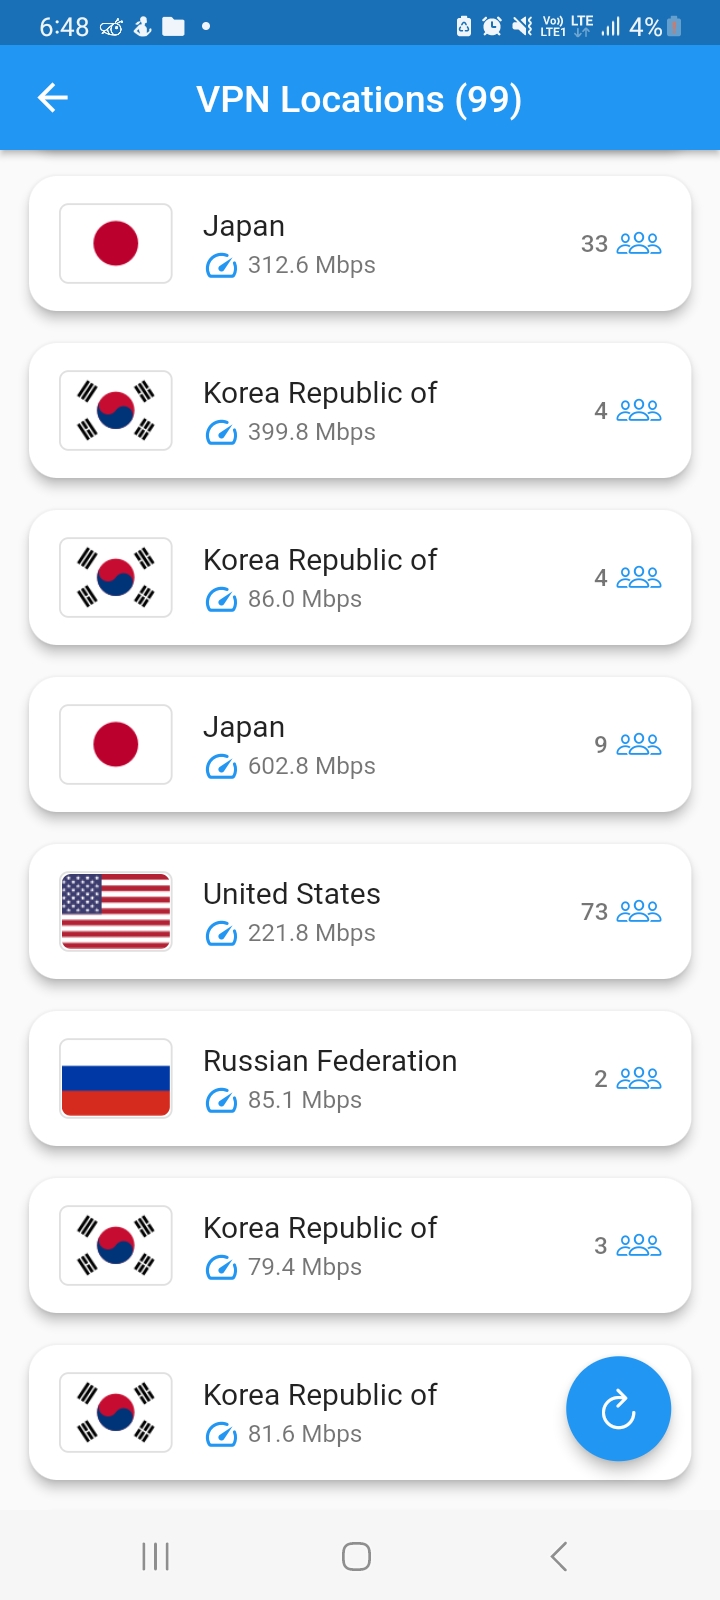 6:48
Vo)) LTE
LTE1
4%
VPN Locations (99)
Japan
312.6 Mbps
33
Korea Republic of
399.8 Mbps
4
Korea Republic of
86.0 Mbps
4
Japan
602.8 Mbps
9
United States
221.8 Mbps
73
Russian Federation
85.1 Mbps
2
Korea Republic of
79.4 Mbps
3
Korea Republic of
81.6 Mbps